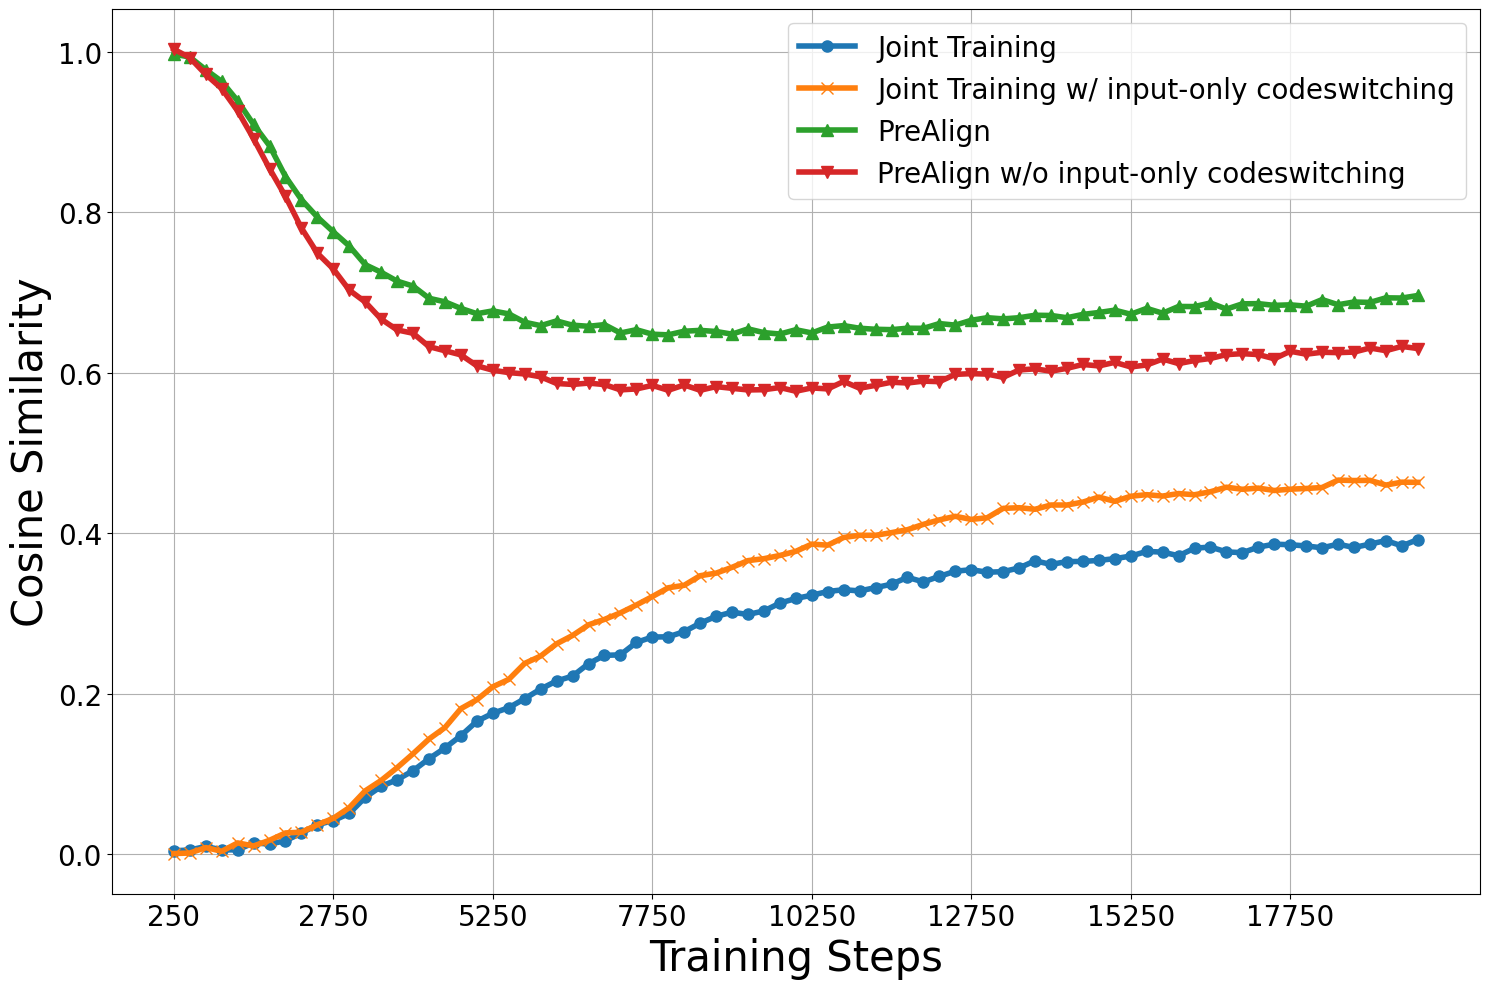 Joint Training
Joint Training w/ input-only codeswitching
PreAlign
PreAlign w/o input-only codeswitching
Cosine Similarity
1.0
0.8
0.6
0.4
0.2
0.0
250 2750 5250 7750 10250 12750 15250 17750
Training Steps